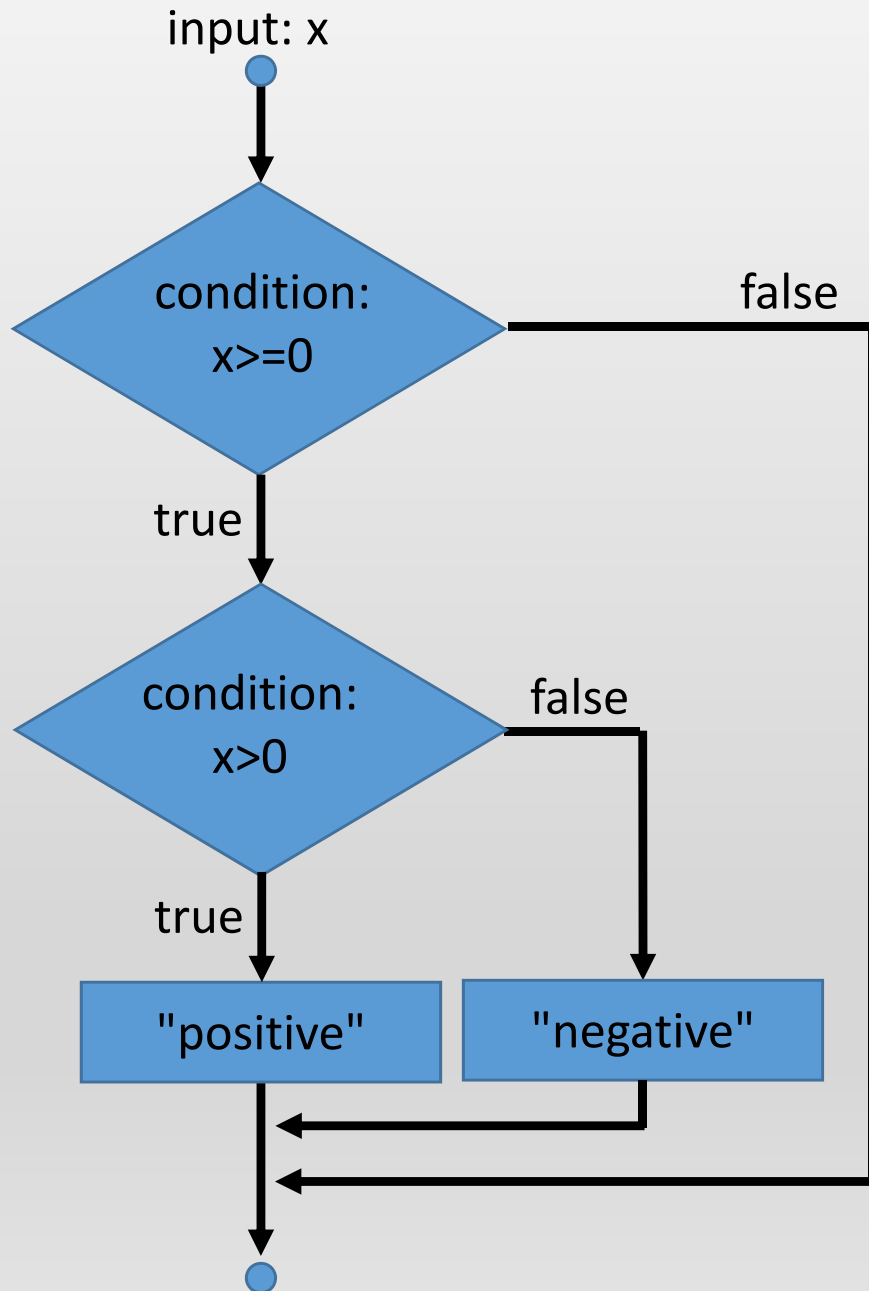 input: x
condition:
x>=0
false
true
condition:
x>0
false
true
"positive"
"negative"